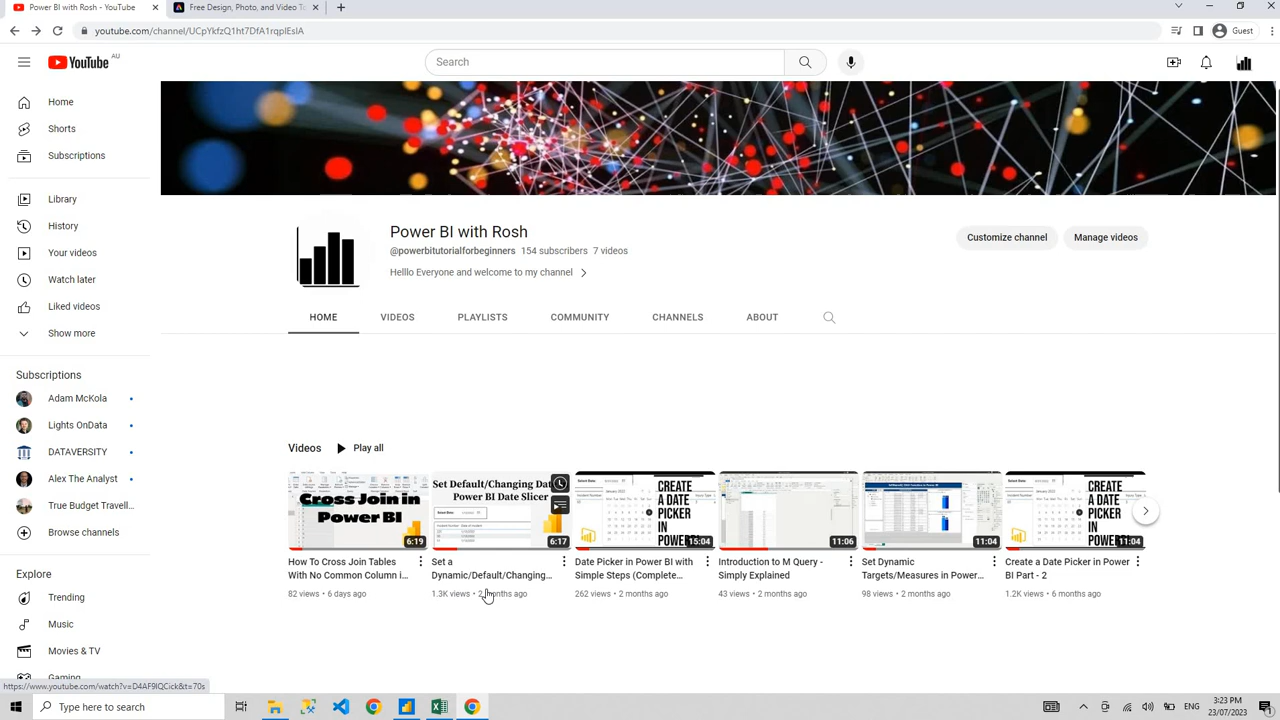 Power BI with Rosh - YouTube
Free Design, Photo, and Video To
youtube.com/channel/UCpYkfzQ1ht7DfA1rqplEslA
Guest
YouTube AU
Search
Home
Shorts
Subscriptions
Library
History
Your videos
Watch later
Liked videos
Show more
Subscriptions
Adam McKola
Lights OnData
DATAVERSITY
Alex The Analyst
True Budget Travell...
Browse channels
Explore
Trending
Music
Movies & TV
Gaming
Power BI with Rosh
@powerbitutorialforbeginners 154 subscribers 7 videos
Helllo Everyone and welcome to my channel
Customize channel
Manage videos
HOME VIDEOS PLAYLISTS COMMUNITY CHANNELS ABOUT
Videos Play all
Cross Join in
Power BI
6:19
How To Cross Join Tables
With No Common Column i...
82 views • 6 days ago
Set Default/Changing Dat
Power BI Date Slicer
6:17
Set a
Dynamic/Default/Changing...
1.3K views • 2 months ago
CREATE
A DATE
PICKER
IN
15:04
Date Picker in Power BI with
Simple Steps (Complete...
262 views • 2 months ago
11:06
Introduction to M Query -
Simply Explained
43 views • 2 months ago
11:04
Set Dynamic
Targets/Measures in Power...
98 views • 2 months ago
CREATE
A DATE
PICKER
IN
11:04
Create a Date Picker in Power
BI Part - 2
1.2K views • 6 months ago
https://www.youtube.com/watch?v=D4AF9IQCick&t=70s
Type here to search
ENG
3:23 PM
23/07/2023